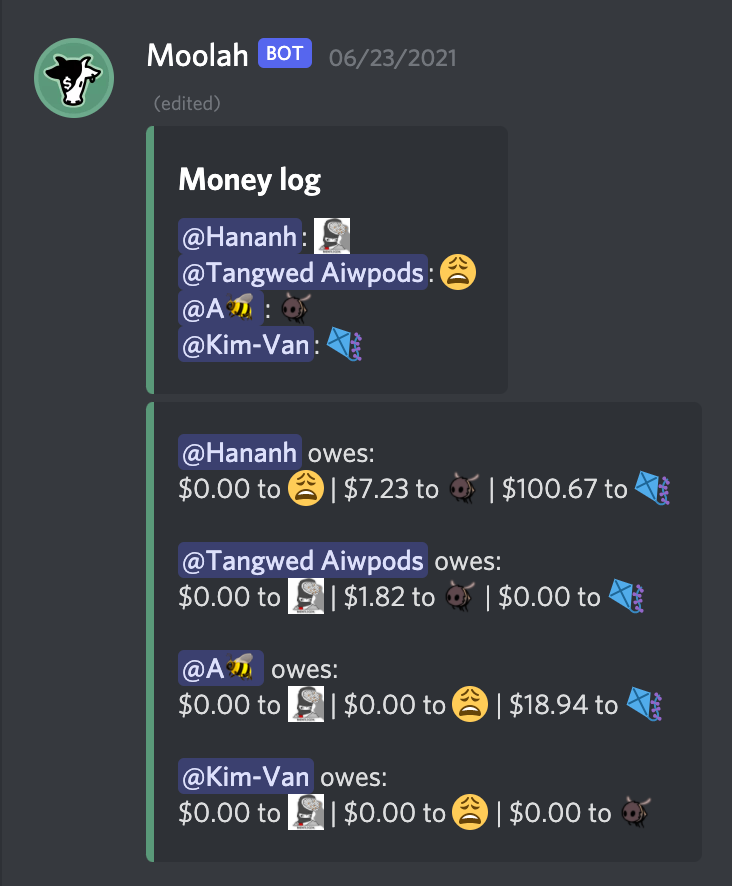 Moolah BOT 06/23/2021
(edited)
Money log
@Hananh:
@Tangwed Aiwpods: 😩
@A🐝:
@Kim-Van: 🪁
@Hananh owes:
$0.00 to 😩 | $7.23 to | $100.67 to 🪁
@Tangwed Aiwpods owes:
$0.00 to | $1.82 to | $0.00 to 🪁
@A🐝 owes:
$0.00 to | $0.00 to 😩 | $18.94 to 🪁
@Kim-Van owes:
$0.00 to | $0.00 to 😩 | $0.00 to